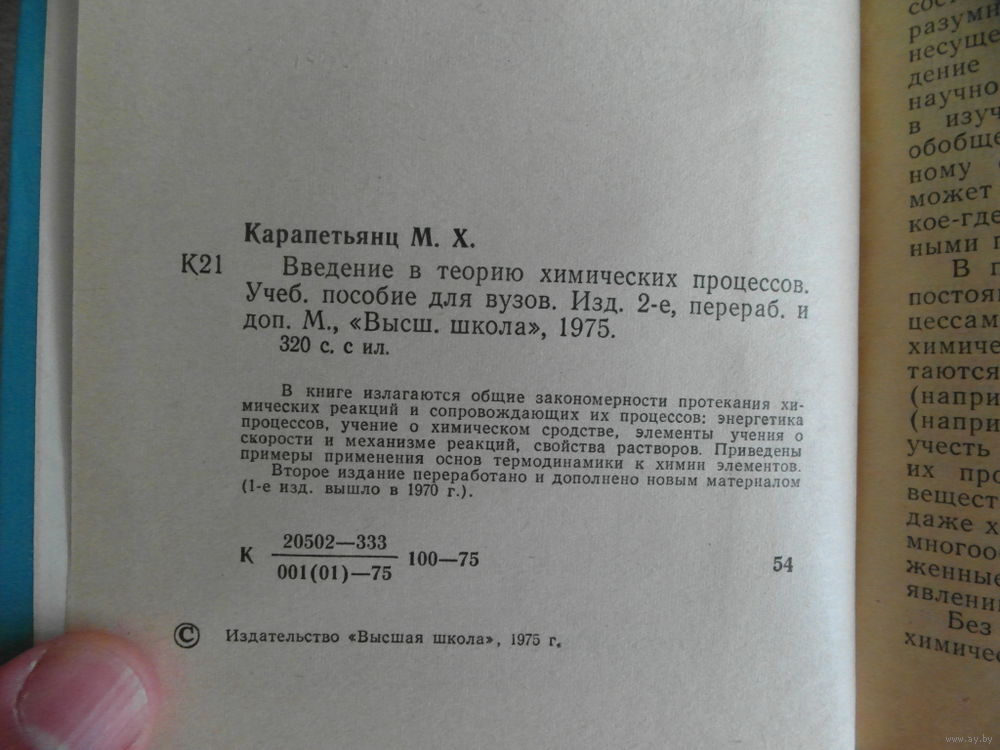 Карапетьянц М. Х.
К21 Введение в теорию химических процессов.
Учеб. пособие для вузов. Изд. 2-е, перераб. и
доп. М., «Высш. школа», 1975.
320 с. с ил.
В книге излагаются общие закономерности протекания хи-
мических реакций и сопровождающих их процессов: энергетика
процессов, учение о химическом сродстве, элементы учения о
скорости и механизме реакций, свойства растворов. Приведены
примеры применения основ термодинамики к химии элементов.
Второе издание переработано и дополнено новым материалом
(1-е изд. вышло в 1970 г.).
К 20502—333
001(01)—75 100—75 54
© Издательство «Высшая школа», 1975 г.
разумн
несуще
дение
научно
в изуч
обобще
ному
может
кое-где
ными п
В п
постоя
цессам
химиче
таются
(напри
(напри
учесть
их про
вещест
даже х
многоо
женные
явлени
Без
химичес
www.ay.by